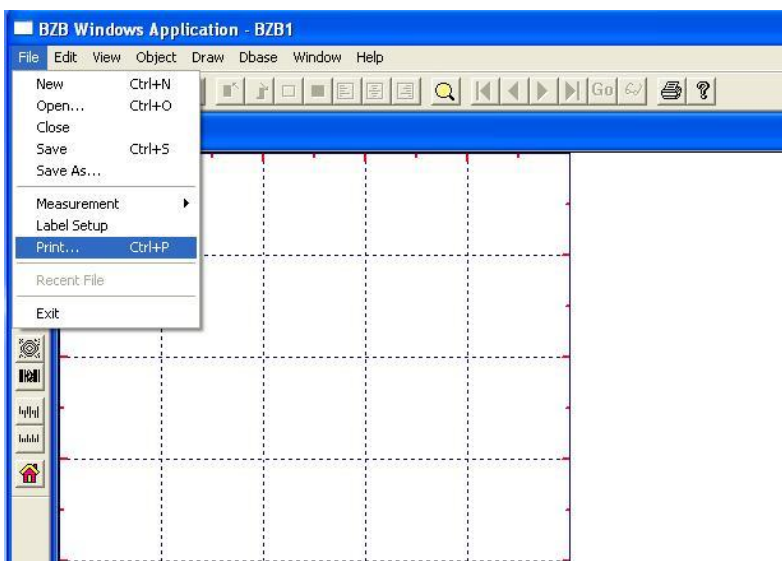 BZB Windows Application - BZB1
File Edit View Object Draw Dbase Window Help
New Ctrl+N
Open... Ctrl+O
Close
Save Ctrl+S
Save As...
Measurement
Label Setup
Print... Ctrl+P
Recent File
Exit
Go
?